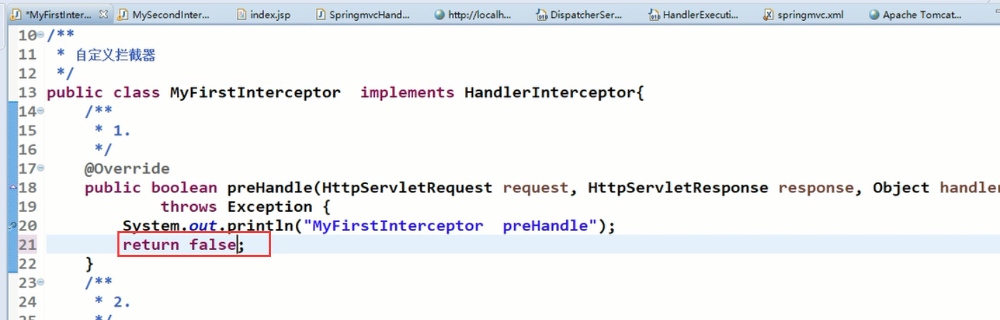 *MyFirstInter... MySecondInter... index.jsp SpringmvcHand... http://localh... DispatcherSer... HandlerExecuti... springmvc.xml Apache Tomcat...
10 /**
11 * 自定义拦截器
12 */
13 public class MyFirstInterceptor implements HandlerInterceptor{
14 /**
15 * 1.
16 */
17 @Override
18 public boolean preHandle(HttpServletRequest request, HttpServletResponse response, Object handler
19 throws Exception {
20 System.out.println("MyFirstInterceptor  preHandle");
21 return false;
22 }
23 /**
24 * 2.
25 */